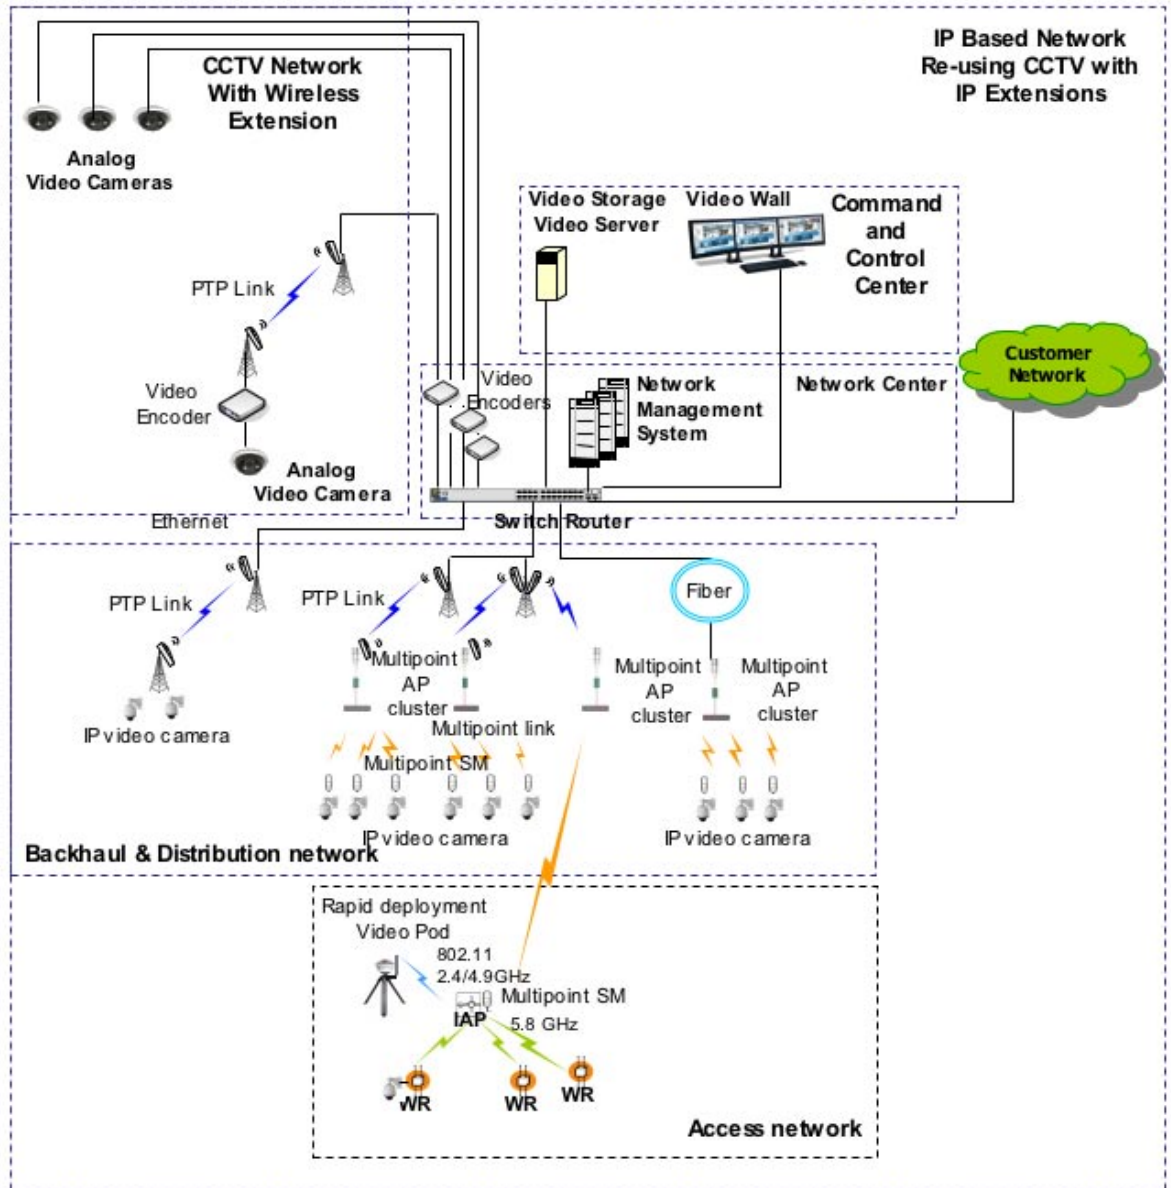 IP Based Network
Re-using CCTV with
IP Extensions
CCTV Network
With Wireless
Extension
Analog
Video Cameras
Video Storage
Video Server
Video Wall
Command
and
Control
Center
PTP Link
Customer
Network
Video
Encoder
Video
Encoders
Network
Management
System
Network Center
Analog
Video Camera
Ethernet
Switch Router
PTP Link
PTP Link
Fiber
Multipoint
AP
cluster
Multipoint
AP
cluster
Multipoint
AP
cluster
IP video camera
Multipoint link
Multipoint SM
IP video camera
IP video camera
Backhaul & Distribution network
Rapid deployment
Video Pod
802.11
2.4/4.9GHz
Multipoint SM
IAP
5.8 GHz
WR
WR
WR
Access network